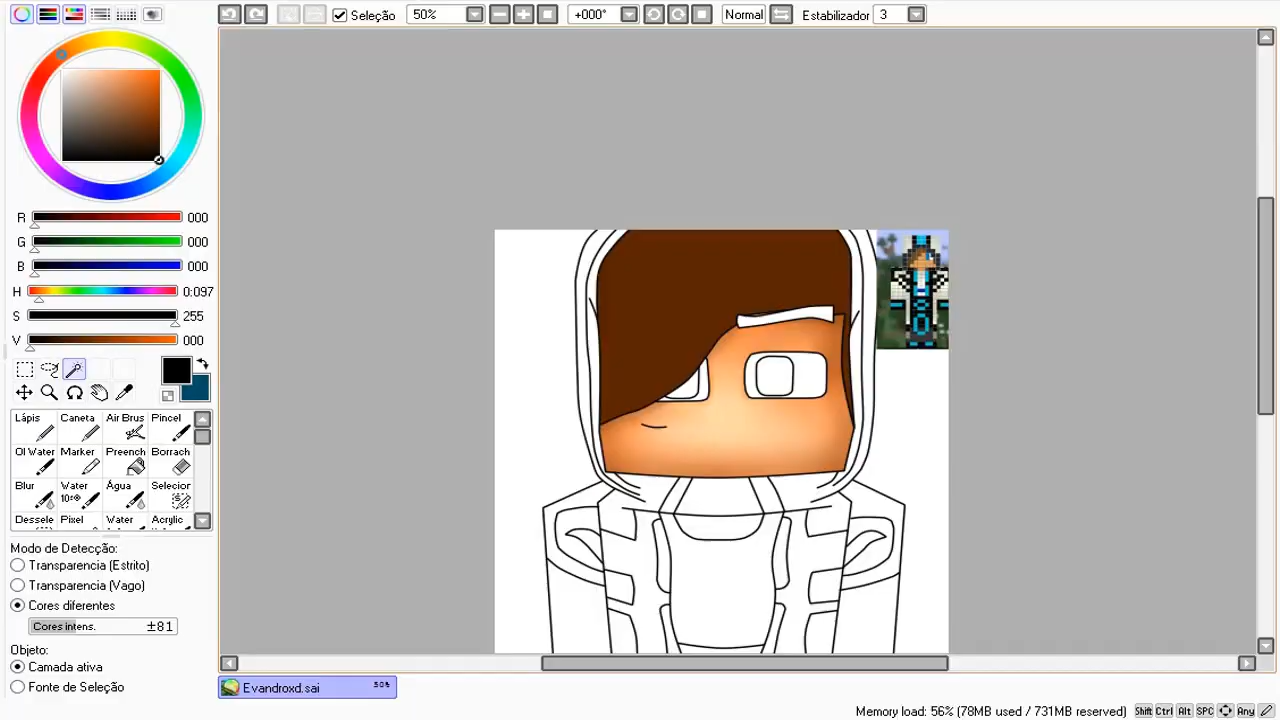 Seleção 50% +000° Normal Estabilizador 3
R 000
G 000
B 000
H 0:097
S 255
V 000
Lápis Caneta Air Brus Pincel
Ol Water Marker Preench Borrach
Blur Water Água Selecior
Dessele Pixel Water Acrylic
Modo de Detecção:
Transparencia (Estrito)
Transparencia (Vago)
Cores diferentes
Cores intens. ±81
Objeto:
Camada ativa
Fonte de Seleção
Evandroxd.sai 50%
Memory load: 56% (78MB used / 731MB reserved) Shift Ctrl Alt SPC Any